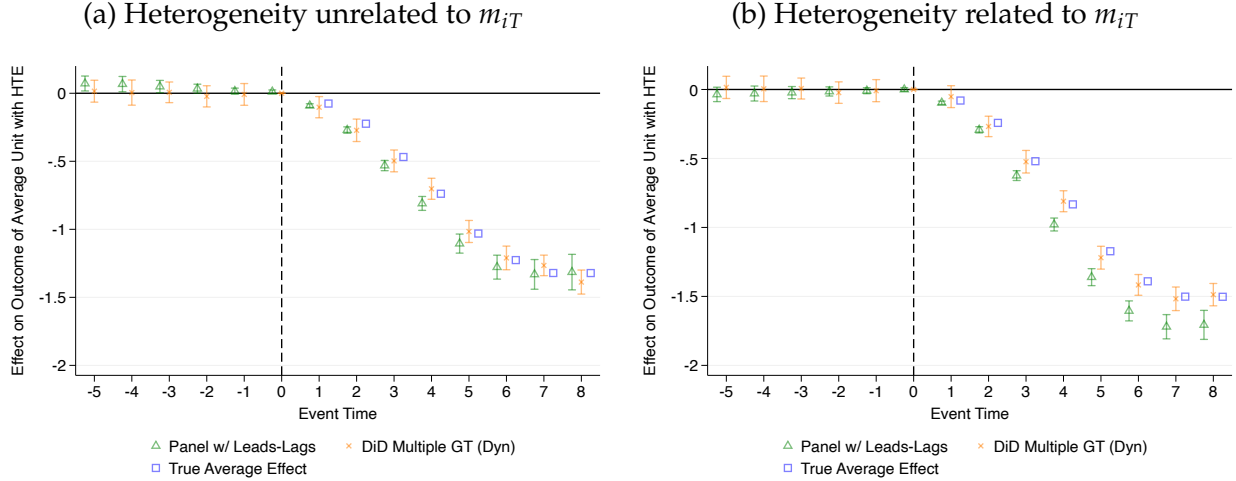 (a) Heterogeneity unrelated to m_{iT}
Effect on Outcome of Average Unit with HTE
0
-.5
-1
-1.5
-2
-5 -4 -3 -2 -1 0 1 2 3 4 5 6 7 8
Event Time
Panel w/ Leads-Lags DiD Multiple GT (Dyn)
True Average Effect
(b) Heterogeneity related to m_{iT}
Effect on Outcome of Average Unit with HTE
0
-.5
-1
-1.5
-2
-5 -4 -3 -2 -1 0 1 2 3 4 5 6 7 8
Event Time
Panel w/ Leads-Lags DiD Multiple GT (Dyn)
True Average Effect